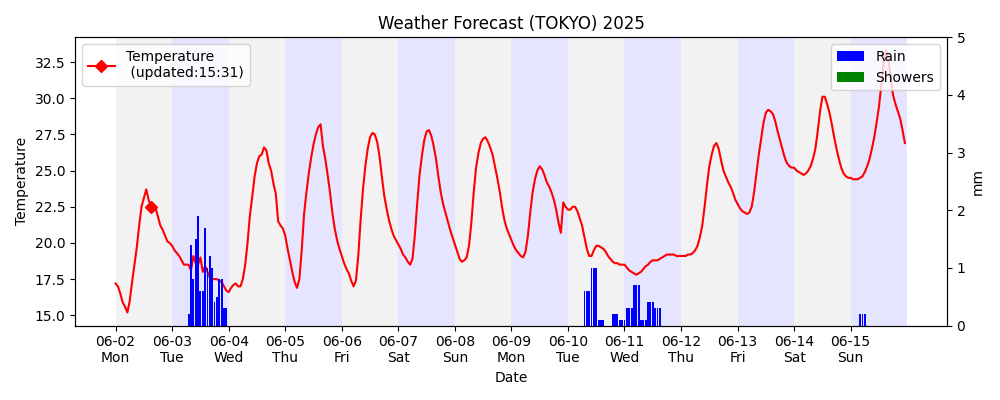 Weather Forecast (TOKYO) 2025
Temperature
(updated:15:31)
Rain
Showers
Temperature
32.5
30.0
27.5
25.0
22.5
20.0
17.5
15.0
5
4
3
2
1
0
mm
06-02 06-03 06-04 06-05 06-06 06-07 06-08 06-09 06-10 06-11 06-12 06-13 06-14 06-15
Mon Tue Wed Thu Fri Sat Sun Mon Tue Wed Thu Fri Sat Sun
Date